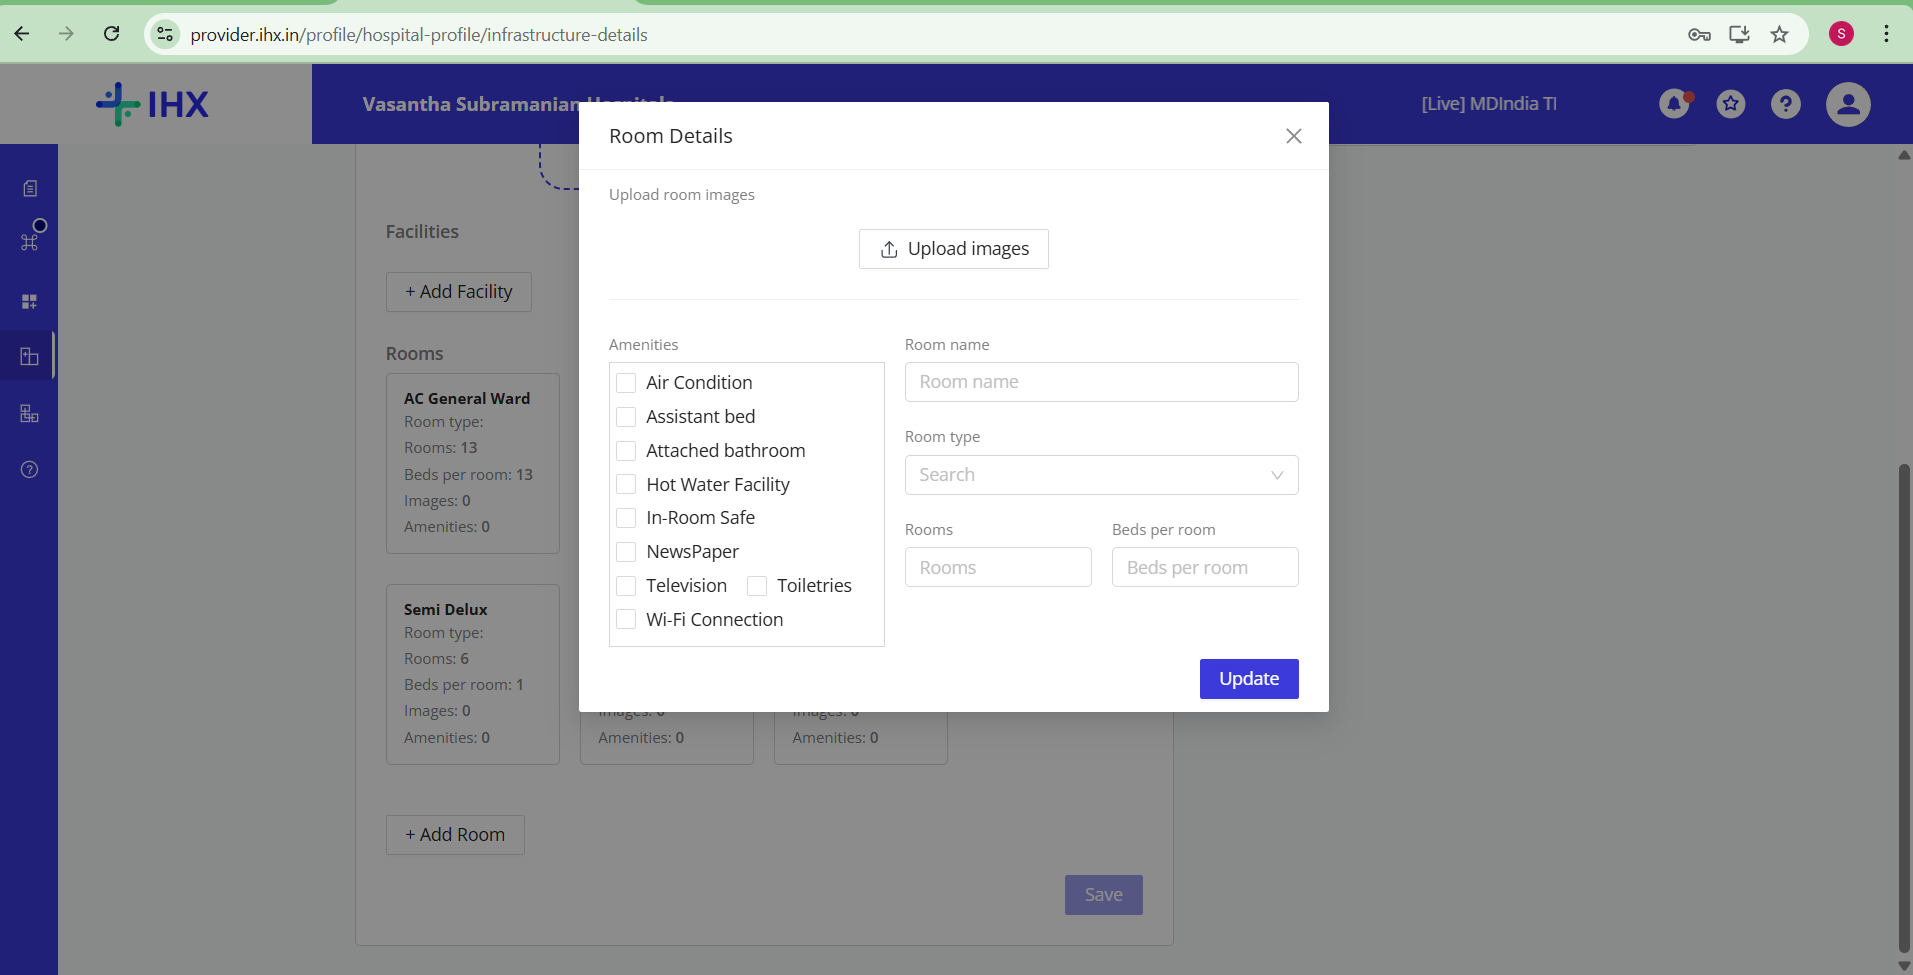 provider.ihx.in/profile/hospital-profile/infrastructure-details
S
IHX
Vasantha Subramanian Hospitals
[Live] MDIndia
Room Details
Upload room images
Upload images
Facilities
+ Add Facility
Rooms
AC General Ward
Room type:
Rooms: 13
Beds per room: 13
Images: 0
Amenities: 0
Semi Delux
Room type:
Rooms: 6
Beds per room: 1
Images: 0
Amenities: 0
Images: 0
Amenities: 0
Images: 0
Amenities: 0
+ Add Room
Save
Amenities
Air Condition
Assistant bed
Attached bathroom
Hot Water Facility
In-Room Safe
NewsPaper
Television Toiletries
Wi-Fi Connection
Room name
Room name
Room type
Search
Rooms Beds per room
Rooms Beds per room
Update